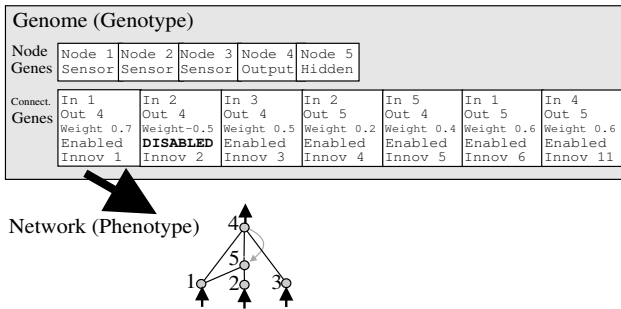 Genome (Genotype)
Node Genes
Node 1 Sensor
Node 2 Sensor
Node 3 Sensor
Node 4 Output
Node 5 Hidden
Connect. Genes
In 1
Out 4
Weight 0.7
Enabled
Innov 1
In 2
Out 4
Weight-0.5
DISABLED
Innov 2
In 3
Out 4
Weight 0.5
Enabled
Innov 3
In 2
Out 5
Weight 0.2
Enabled
Innov 4
In 5
Out 4
Weight 0.4
Enabled
Innov 5
In 1
Out 5
Weight 0.6
Enabled
Innov 6
In 4
Out 5
Weight 0.6
Enabled
Innov 11
Network (Phenotype)
4
5
1
2
3